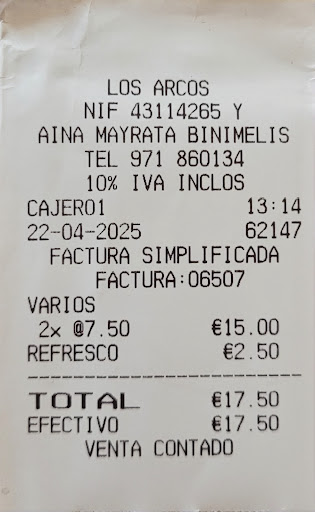 LOS ARCOS
NIF 43114265 Y
AINA MAYRATA BINIMELIS
TEL 971 860134
10% IVA INCLOS
CAJERO1 13:14
22-04-2025 62147
FACTURA SIMPLIFICADA
FACTURA:06507
VARIOS
2x @7.50 €15.00
REFRESCO €2.50
TOTAL €17.50
EFECTIVO €17.50
VENTA CONTADO